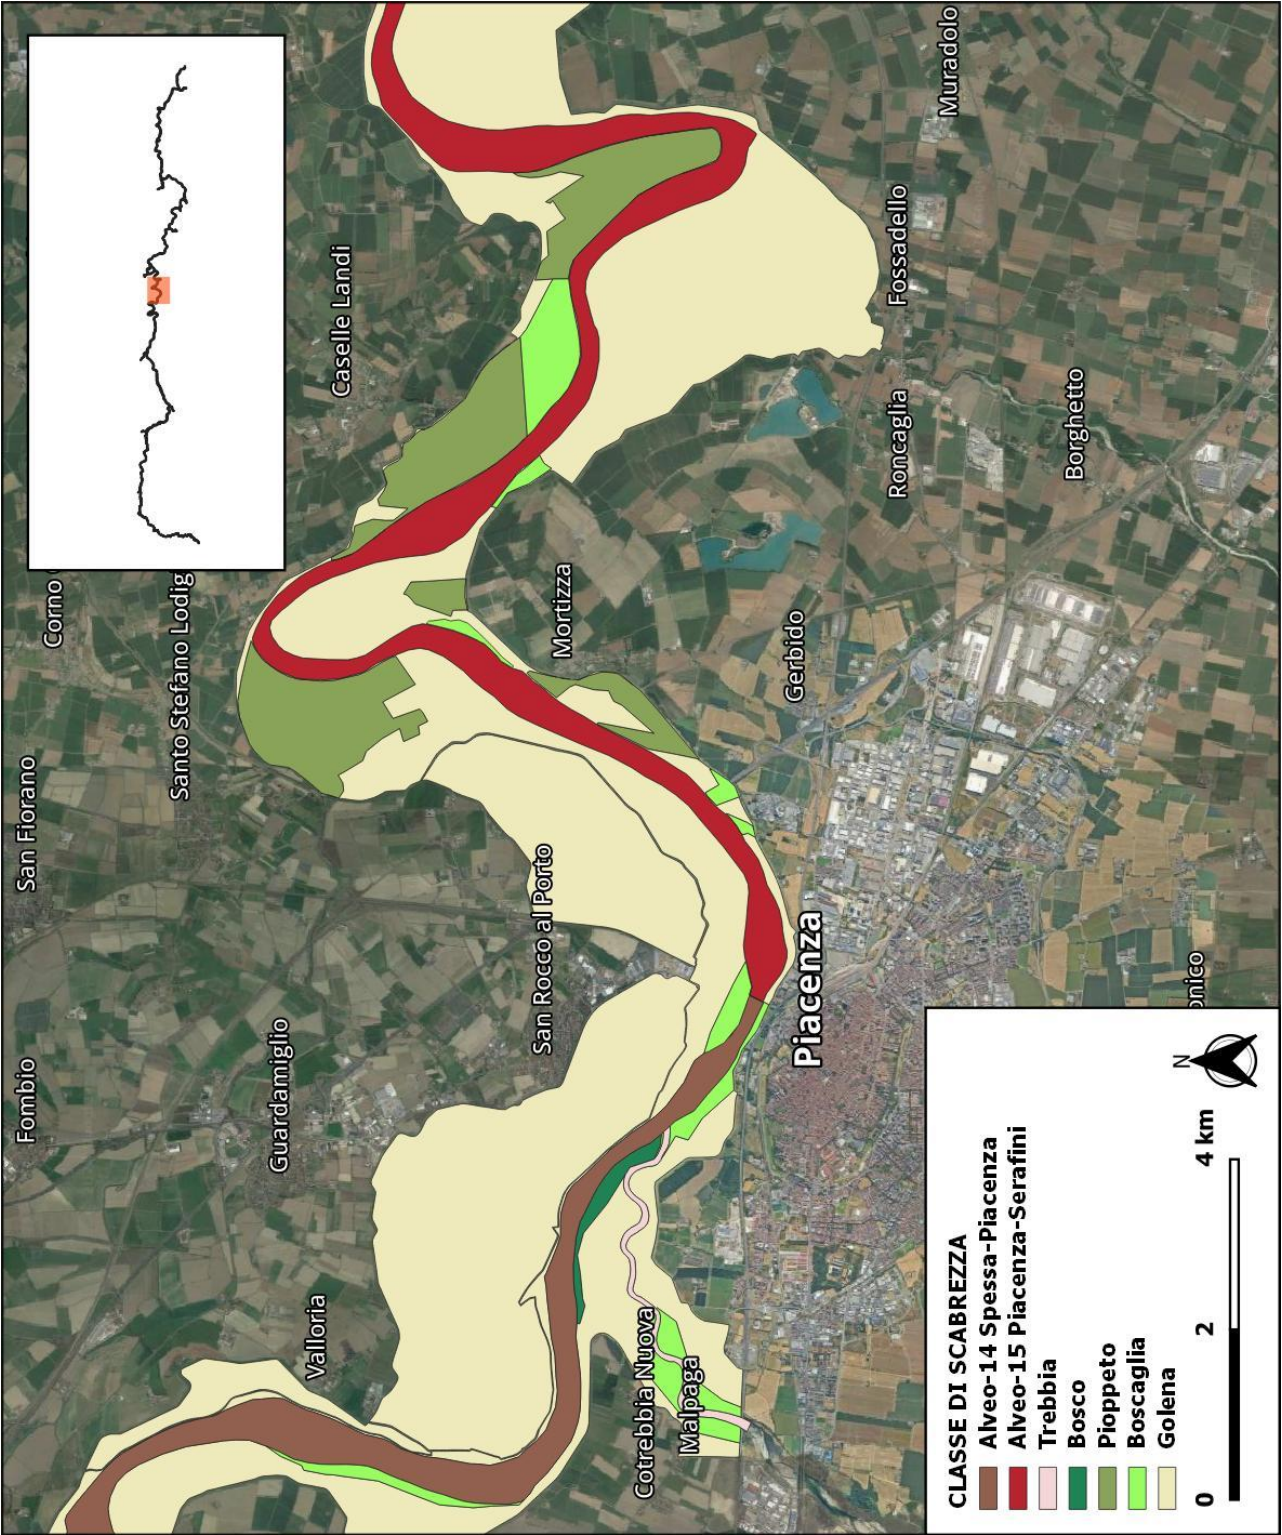 Fombio
San Fiorano
Corno
Santo Stefano Lodig
Guardamiglio
Valloria
Caselle Landi
San Rocco al Porto
Mortizza
Cotrebbia Nuova
Malpaga
Piacenza
Gerbido
Roncaglia
Fossadello
Muradolo
Borghetto
onico
CLASSE DI SCABREZZA
Alveo-14 Spessa-Piacenza
Alveo-15 Piacenza-Serafini
Trebbia
Bosco
Pioppeto
Boscaglia
Golena
0 2 4 km
N